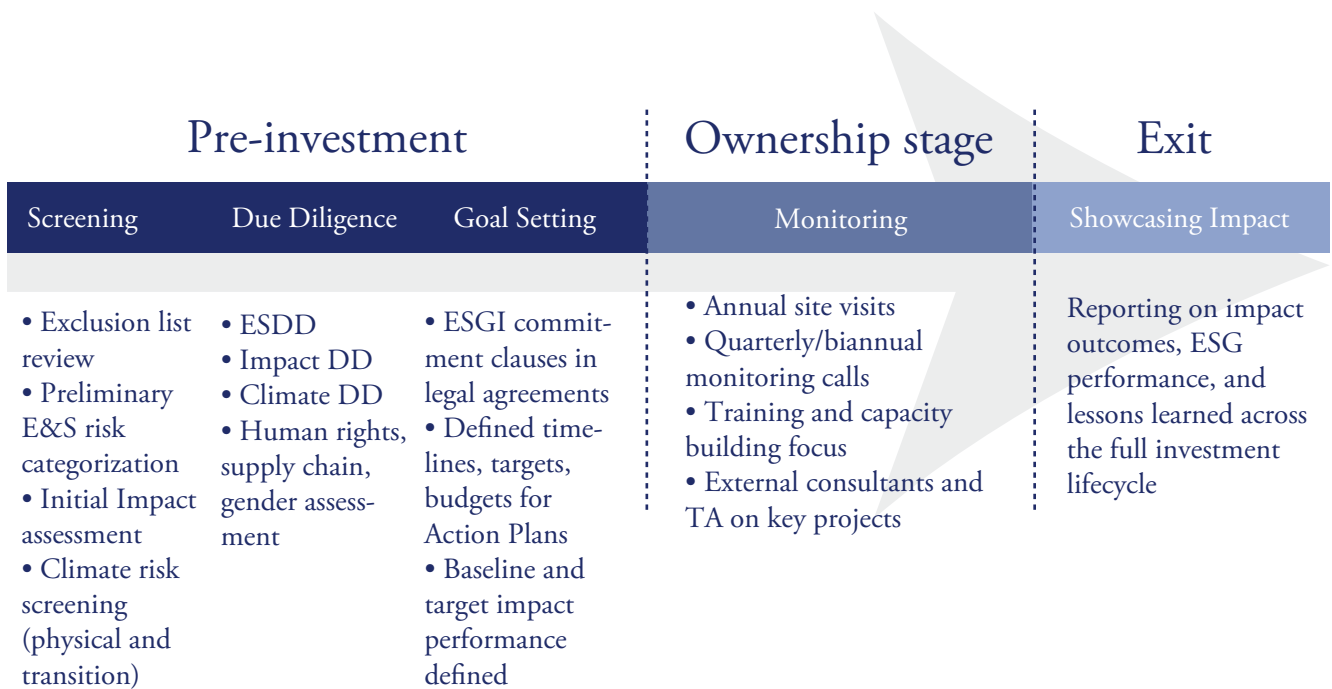 Pre-investment
Ownership stage
Exit
Screening
Due Diligence
Goal Setting
Monitoring
Showcasing Impact
• Exclusion list
review
• Preliminary
E&S risk
categorization
• Initial Impact
assessment
• Climate risk
screening
(physical and
transition)
• ESDD
• Impact DD
• Climate DD
• Human rights,
supply chain,
gender assess-
ment
• ESGI commit-
ment clauses in
legal agreements
• Defined time-
lines, targets,
budgets for
Action Plans
• Baseline and
target impact
performance
defined
• Annual site visits
• Quarterly/biannual
monitoring calls
• Training and capacity
building focus
• External consultants and
TA on key projects
Reporting on impact
outcomes, ESG
performance, and
lessons learned across
the full investment
lifecycle